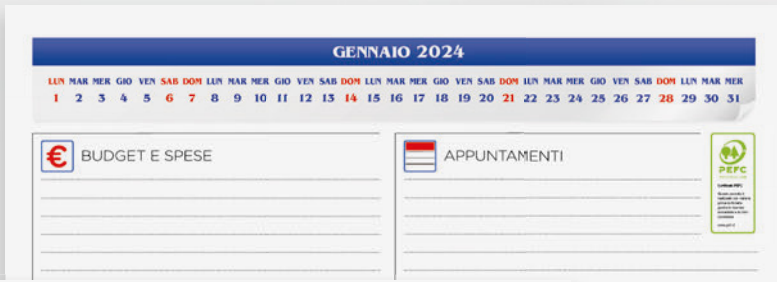 GENNAIO 2024
LUN MAR MER GIO VEN SAB DOM LUN MAR MER GIO VEN SAB DOM LUN MAR MER GIO VEN SAB DOM LUN MAR MER GIO VEN SAB DOM LUN MAR MER
1 2 3 4 5 6 7 8 9 10 11 12 13 14 15 16 17 18 19 20 21 22 23 24 25 26 27 28 29 30 31
€ BUDGET E SPESE
APPUNTAMENTI
PEFC